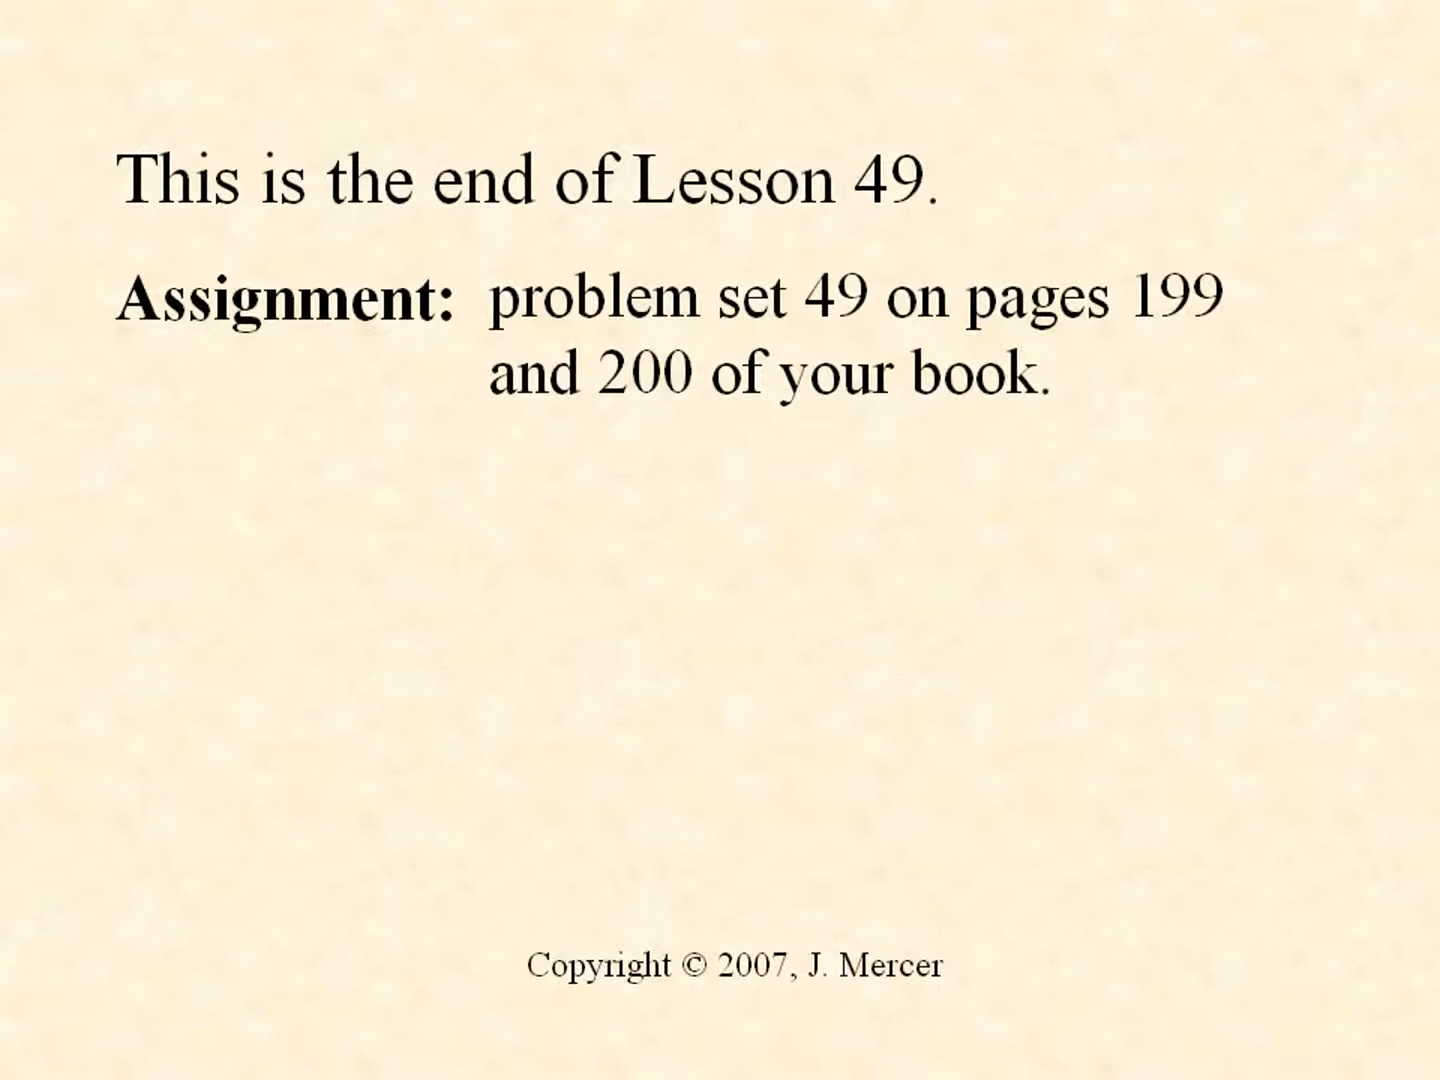 This is the end of Lesson 49.
Assignment: problem set 49 on pages 199
and 200 of your book.
Copyright © 2007, J. Mercer